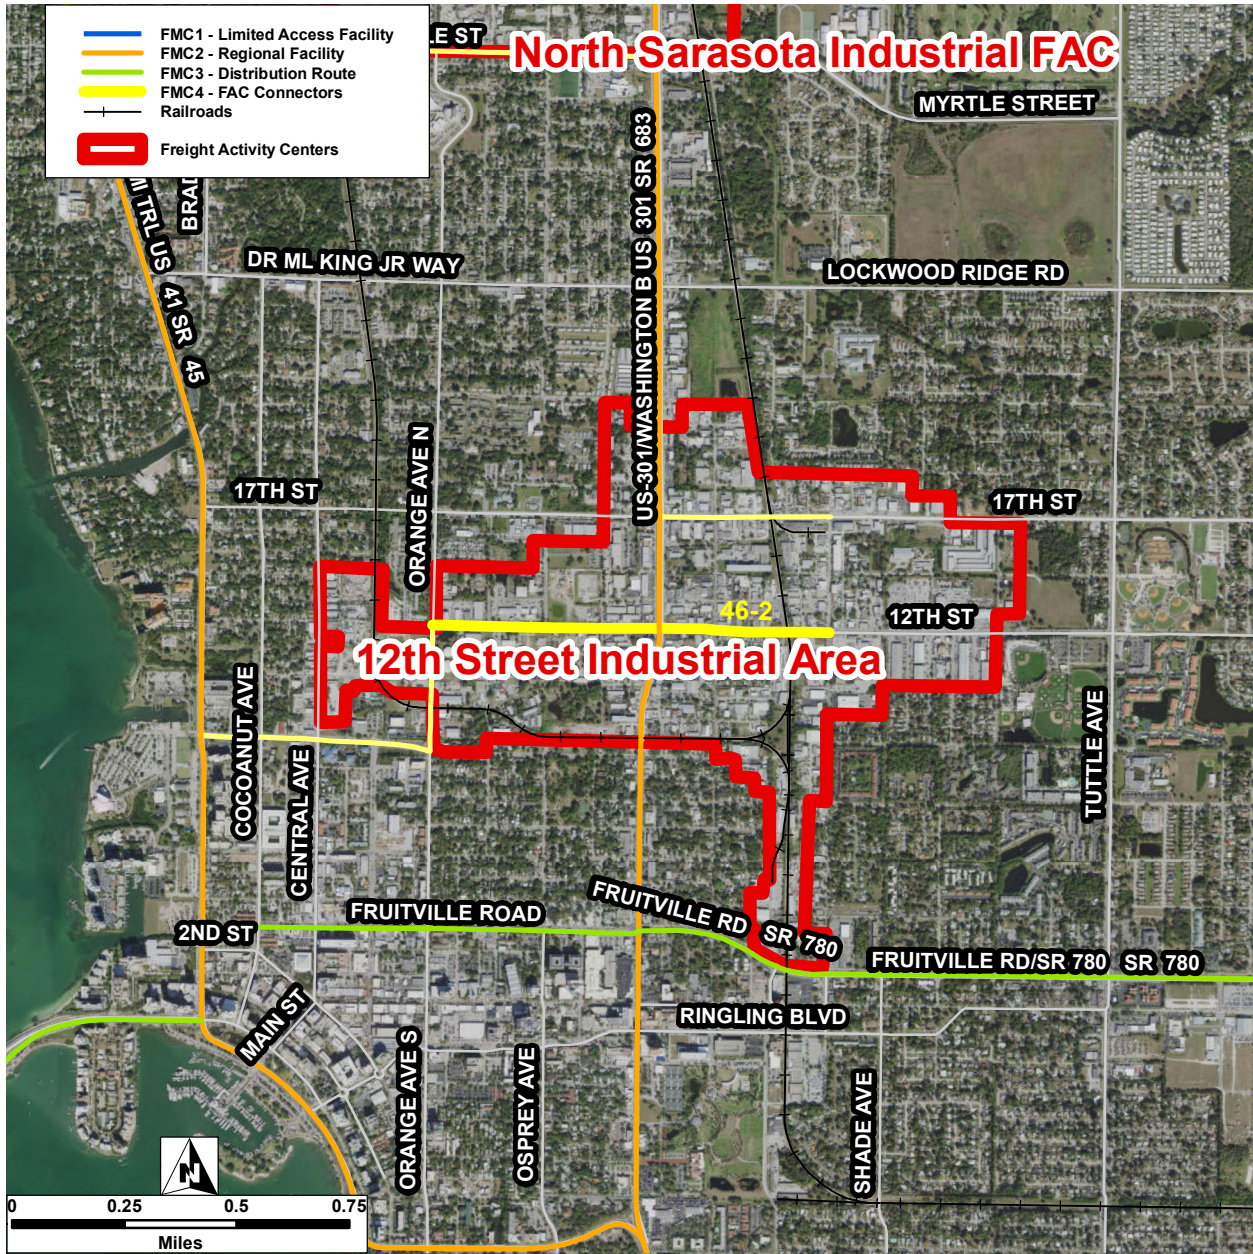 FMC1 - Limited Access Facility
FMC2 - Regional Facility
FMC3 - Distribution Route
FMC4 - FAC Connectors
Railroads
Freight Activity Centers
LE ST
North Sarasota Industrial FAC
MYRTLE STREET
MI TRL US 41 SR 45
BRAD
US-301/WASHINGTON B US 301 SR 683
DR ML KING JR WAY
LOCKWOOD RIDGE RD
17TH ST
ORANGE AVE N
17TH ST
46-2
12TH ST
12th Street Industrial Area
COCOANUT AVE
CENTRAL AVE
TUTTLE AVE
FRUITVILLE ROAD
FRUITVILLE RD SR 780
2ND ST
FRUITVILLE RD/SR 780 SR 780
MAIN ST
RINGLING BLVD
ORANGE AVE S
OSPREY AVE
SHADE AVE
N
0 0.25 0.5 0.75
Miles